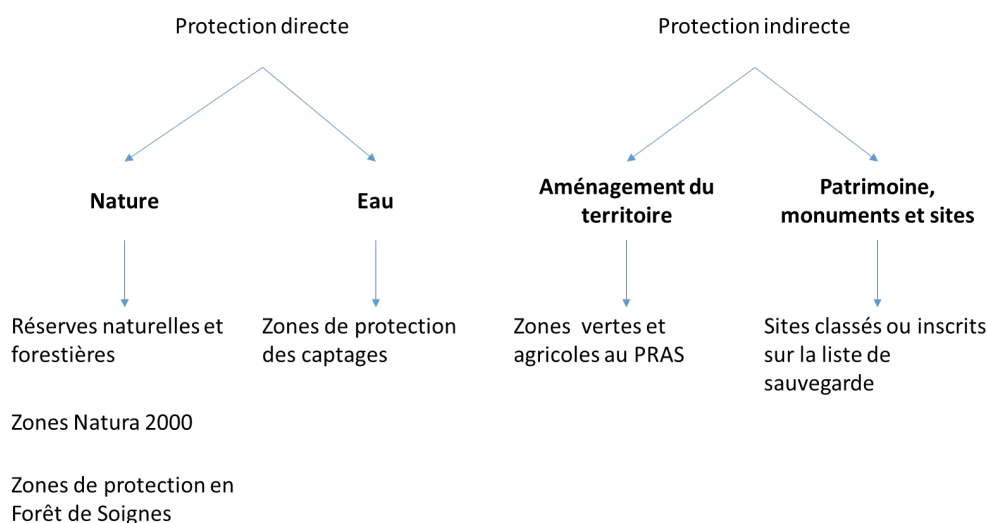 Protection directe
Protection indirecte
Nature
Eau
Aménagement du
territoire
Patrimoine,
monuments et sites
Réserves naturelles et
forestières
Zones Natura 2000
Zones de protection en
Forêt de Soignes
Zones de protection
des captages
Zones vertes et
agricoles au PRAS
Sites classés ou inscrits
sur la liste de
sauvegarde